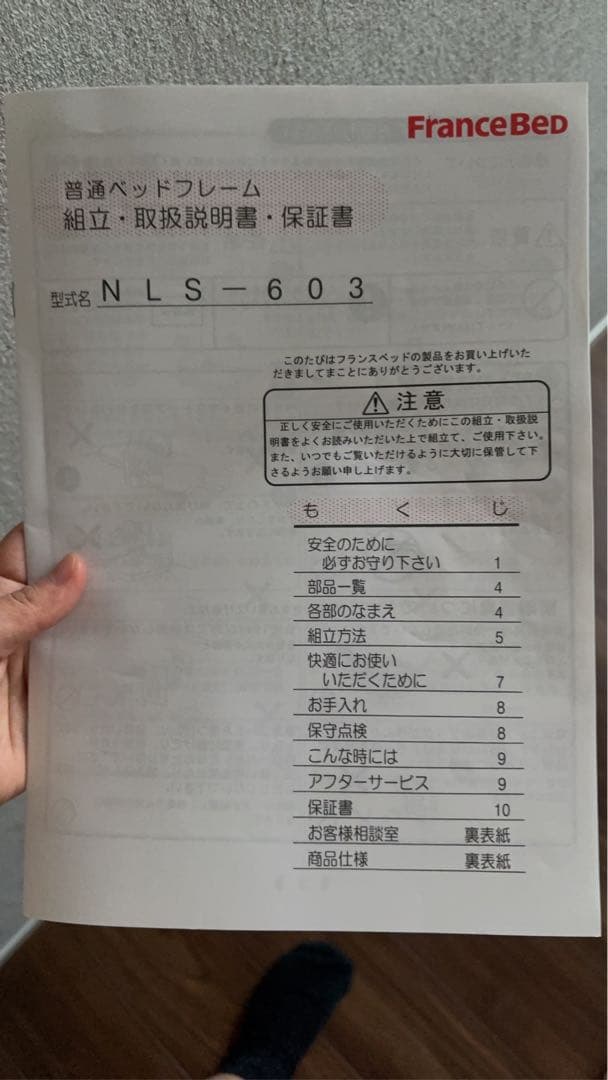 FranceBeD
普通ベッドフレーム
組立・取扱説明書・保証書
型式名 NLS－603
このたびはフランスベッドの製品をお買い上げいた
だきましてまことにありがとうございます。
注意
正しく安全にご使用いただくためにこの組立・取扱説
明書をよくお読みいただいた上で組立て、ご使用下さい。
また、いつでもご覧いただけるように大切に保管して下
さるようお願い申し上げます。
もくじ
安全のために
必ずお守り下さい 1
部品一覧 4
各部のなまえ 4
組立方法 5
快適にお使い
いただくために 7
お手入れ 8
保守点検 8
こんな時には 9
アフターサービス 9
保証書 10
お客様相談室 裏表紙
商品仕様 裏表紙